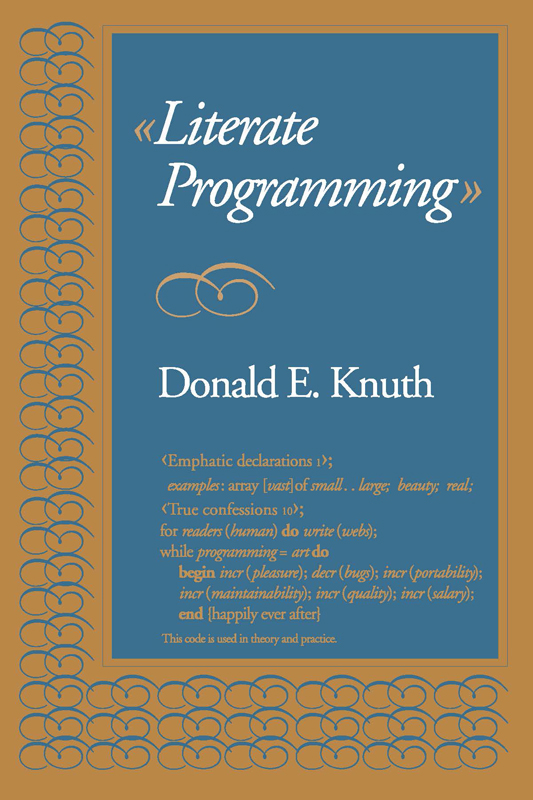 «Literate
Programming»
Donald E. Knuth
‹Emphatic declarations 1›;
examples: array [vast] of small . . large; beauty; real;
‹True confessions 10›;
for readers (human) do write (webs);
while programming = art do
begin incr (pleasure); decr (bugs); incr (portability);
incr (maintainability); incr (quality); incr (salary);
end {happily ever after}
This code is used in theory and practice.